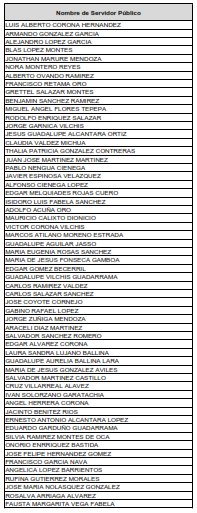 Nombre de Servidor Público
LUIS ALBERTO CORONA HERNANDEZ
ARMANDO GONZALEZ GARCIA
ALEJANDRO LOPEZ GARCIA
BLAS LOPEZ MONTES
JONATHAN MARURE MENDOZA
NORA MONTERO REYES
ALBERTO OVANDO RAMIREZ
FRANCISCO RETAMA ORO
GRETTEL SALAZAR MONTES
BENJAMIN SANCHEZ RAMIREZ
MIGUEL ANGEL FLORES TEPEPA
RODOLFO ENRIQUEZ SALAZAR
JORGE GARNICA VILCHIS
JESUS GUADALUPE ALCANTARA ORTIZ
CLAUDIA VALDEZ MICHUA
THALIA PATRICIA GONZALEZ CONTRERAS
JUAN JOSE MARTINEZ MARTINEZ
PABLO NENGUA CIENEGA
JAVIER ESPINOSA VELAZQUEZ
ALFONSO CIENEGA LOPEZ
EDGAR MELQUIADES ROJAS CUERO
ISIDORO LUIS FABELA SANCHEZ
ADOLFO ACUÑA ORO
MAURICIO CALIXTO DIONICIO
VICTOR CORONA VILCHIS
MARCOS ATILANO MORENO ESTRADA
GUADALUPE AGUILAR JASSO
MARIA EUGENIA ROSAS SANCHEZ
MARIA DE JESUS FONSECA GAMBOA
EDGAR GOMEZ BECERRIL
GUADALUPE VILCHIS GUADARRAMA
CARLOS RAMIREZ VALDEZ
CARLOS SALAZAR SANCHEZ
JOSE COYOTE CORNEJO
GABINO RAFAEL LOPEZ
JORGE ZUÑIGA MENDOZA
ARACELI DIAZ MARTINEZ
SALVADOR SANCHEZ ROMERO
EDGAR ALVAREZ CORONA
LAURA SANDRA LUJANO BALLINA
GUADALUPE AURELIA BALLINA LARA
MARIA DE JESUS GONZALEZ AVILES
SALVADOR MARTINEZ CASTILLO
CRUZ VILLARREAL ALAVEZ
IVAN SOLORZANO GARATACHIA
ANGEL HERRERA CORONA
JACINTO BENITEZ RIOS
ERNESTO ANTONIO ALCANTARA LOPEZ
EDUARDO GARDUÑO GUADARRAMA
SILVIA RAMIREZ MONTES DE OCA
ONORIO ENRRIQUEZ BASTIDA
JOSE FELIPE HERNANDEZ GOMEZ
FRANCISCO GARCIA NAVA
ANGELICA LOPEZ BARRIENTOS
RUFINA GUTIERREZ MORALES
JOSE MARIA NOLASQUEZ GONZALEZ
ROSALVA ARRIAGA ALVAREZ
FAUSTA MARGARITA VEGA FABELA